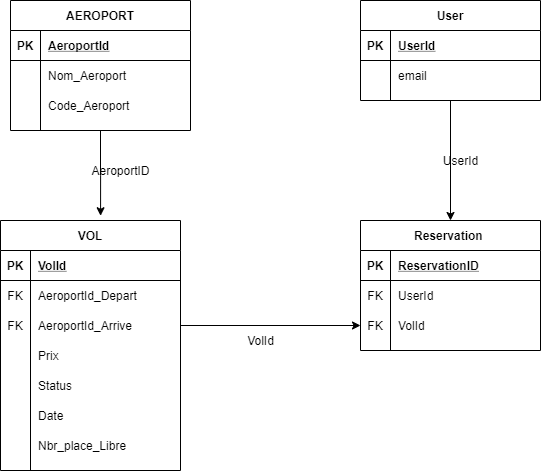 AEROPORT
PK AeroportId
Nom_Aeroport
Code_Aeroport
User
PK UserId
email
AeroportID
UserId
VOL
PK VolId
FK AeroportId_Depart
FK AeroportId_Arrive
Prix
Status
Date
Nbr_place_Libre
VolId
Reservation
PK ReservationID
FK UserId
FK VolId